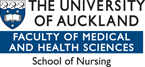 THE UNIVERSITY
OF AUCKLAND
FACULTY OF MEDICAL
AND HEALTH SCIENCES
School of Nursing